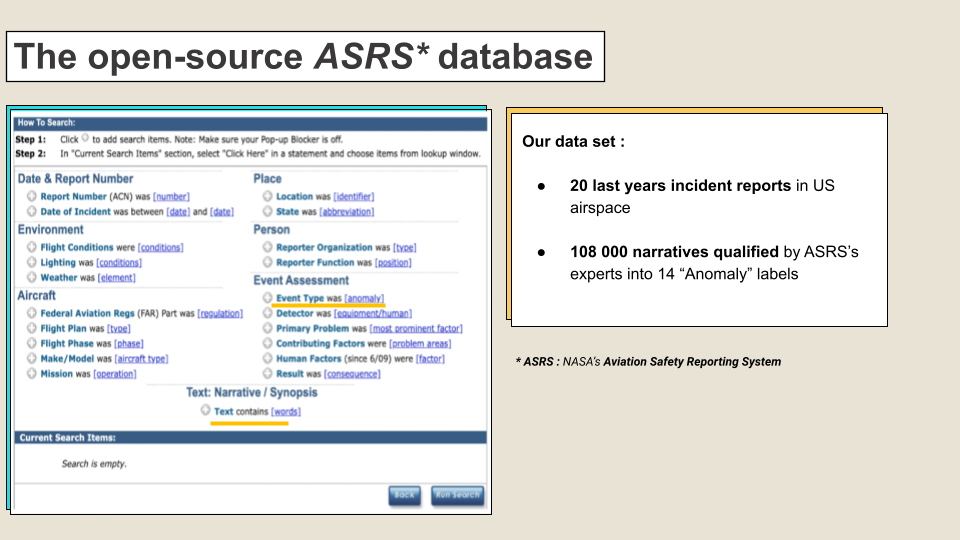 The open-source ASRS* database
How To Search:
Step 1: Click to add search items. Note: Make sure your Pop-up Blocker is off.
Step 2: In "Current Search Items" section, select "Click Here" in a statement and choose items from lookup window.
Date & Report Number
Report Number (ACN) was [number]
Date of Incident was between [date] and [date]
Environment
Flight Conditions were [conditions]
Lighting was [conditions]
Weather was [element]
Aircraft
Federal Aviation Regs (FAR) Part was [regulation]
Flight Plan was [type]
Flight Phase was [phase]
Make/Model was [aircraft type]
Mission was [operation]
Place
Location was [identifier]
State was [abbreviation]
Person
Reporter Organization was [type]
Reporter Function was [position]
Event Assessment
Event Type was [anomaly]
Detector was [equipment/human]
Primary Problem was [most prominent factor]
Contributing Factors were [problem areas]
Human Factors (since 6/09) were [factor]
Result was [consequence]
Text: Narrative / Synopsis
Text contains [words]
Current Search Items:
Search is empty.
Back
Run Search
Our data set :
● 20 last years incident reports in US
airspace
● 108 000 narratives qualified by ASRS’s
experts into 14 “Anomaly” labels
* ASRS : NASA’s Aviation Safety Reporting System